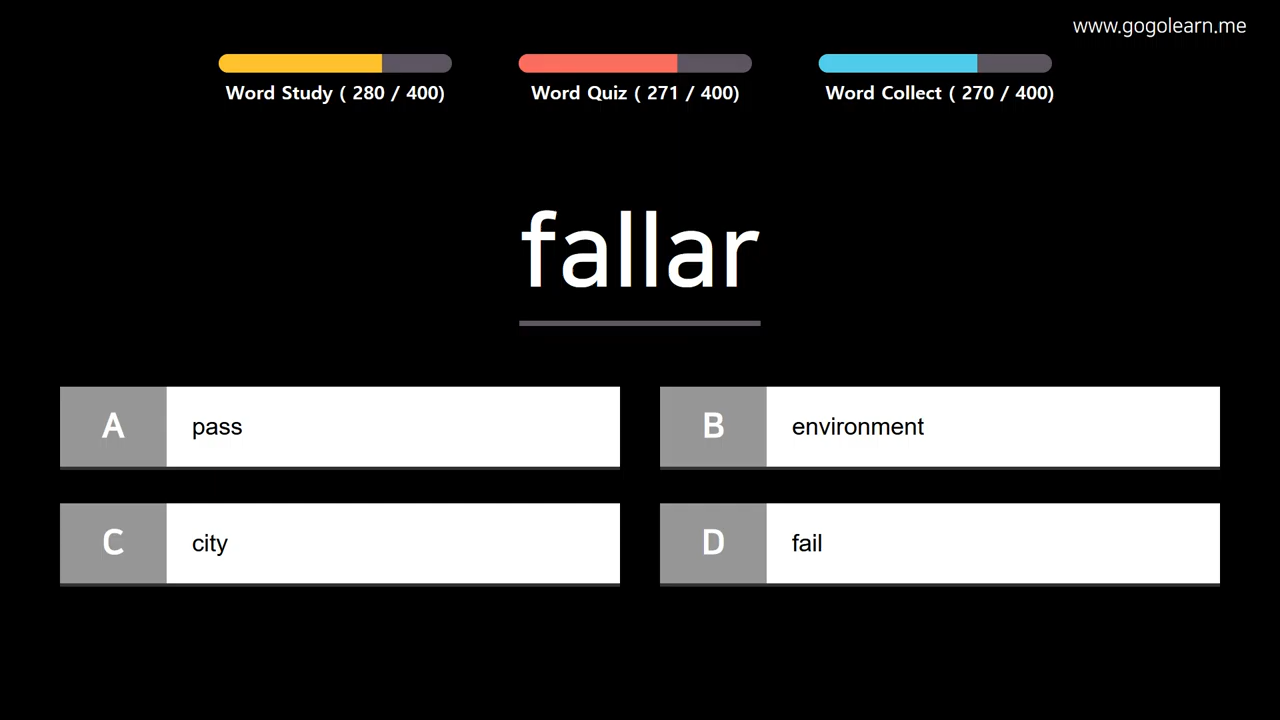 www.gogolearn.me
Word Study ( 280 / 400)
Word Quiz ( 271 / 400)
Word Collect ( 270 / 400)
fallar
A pass
B environment
C city
D fail